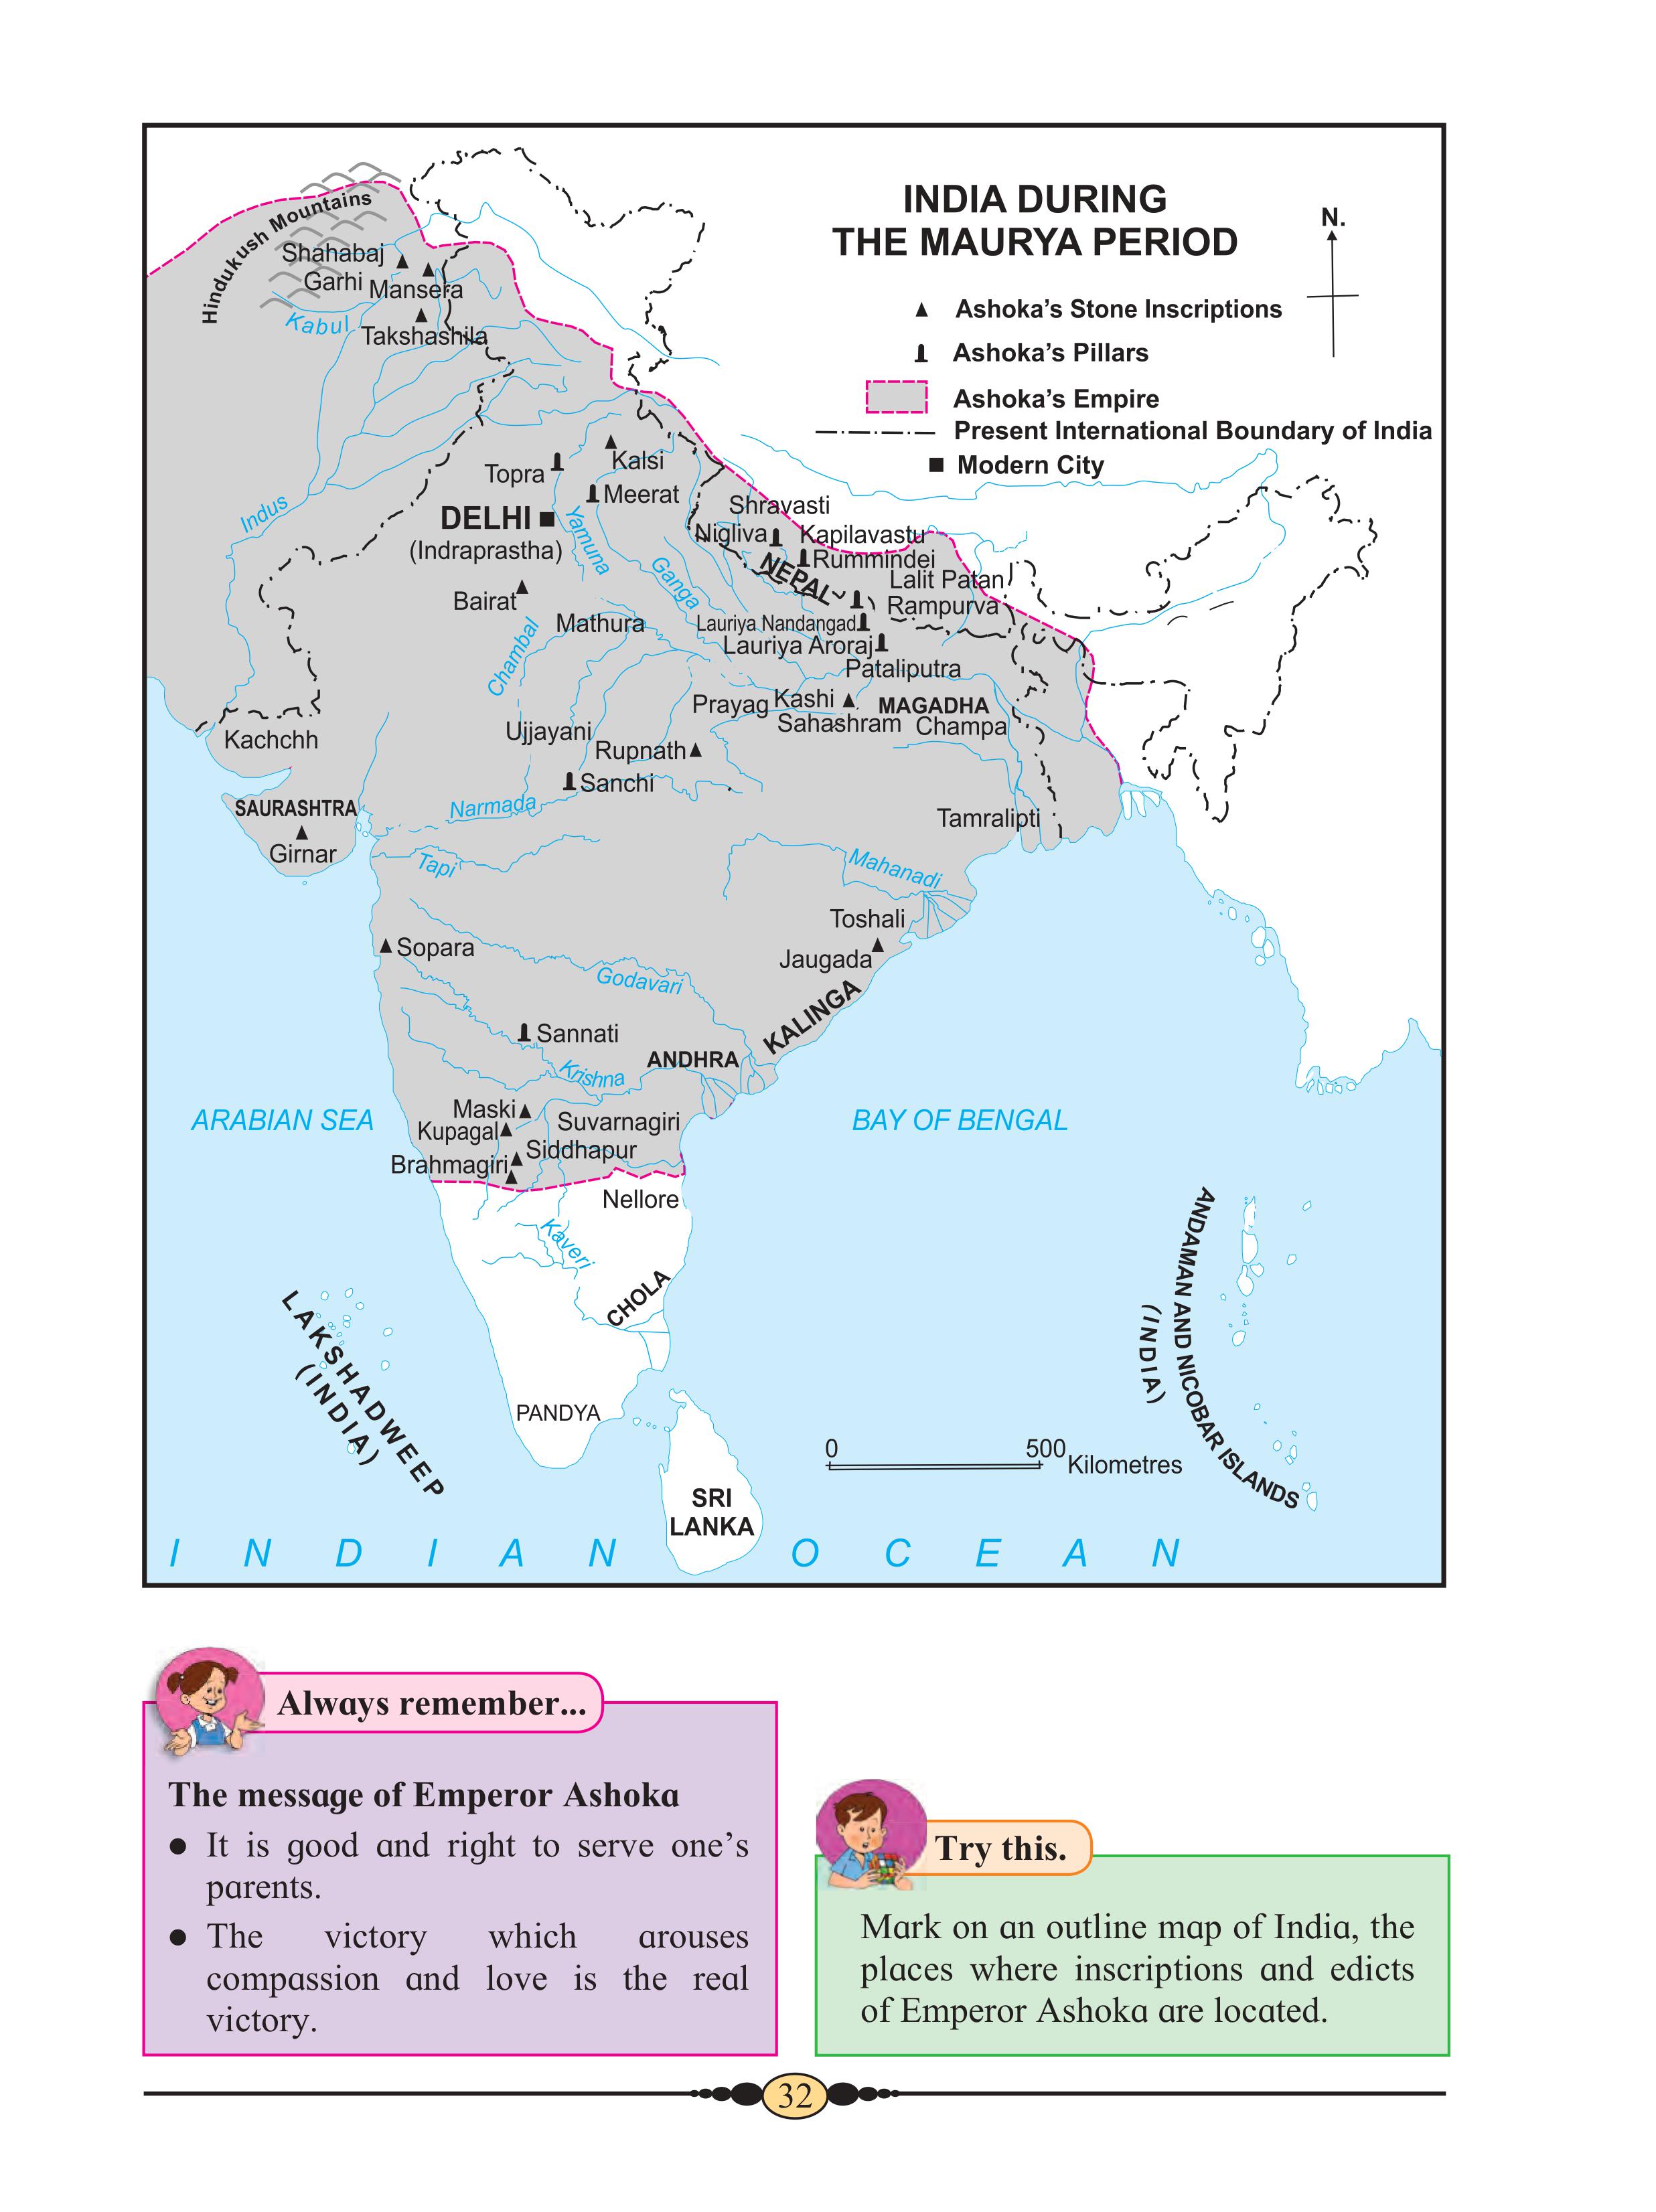 INDIA DURING
THE MAURYA PERIOD
N.
Ashoka's Stone Inscriptions
Ashoka's Pillars
Ashoka's Empire
Present International Boundary of India
Modern City
Hindukush Mountains
Shahabaj
Garhi
Mansera
Kabul
Takshashila
Indus
Topra
Kalsi
Meerat
DELHI
(Indraprastha)
Yamuna
Ganga
Shravasti
Nigliva
Kapilavastu
Rummindei
NEPAL
Lalit Patan
Rampurva
Bairat
Mathura
Lauriya Nandangad
Lauriya Aroraj
Chambal
Pataliputra
Prayag
Kashi
MAGADHA
Sahashram
Champa
Kachchh
Ujjayani
Rupnath
Sanchi
SAURASHTRA
Narmada
Tamralipti
Girnar
Tapi
Mahanadi
Toshali
Sopara
Jaugada
Godavari
KALINGA
Sannati
ANDHRA
Krishna
Maski
Suvarnagiri
Kupagal
Siddhapur
Brahmagiri
ARABIAN SEA
BAY OF BENGAL
Nellore
Kaveri
CHOLA
LAKSHADWEEP
(INDIA)
ANDAMAN AND NICOBAR ISLANDS
(INDIA)
PANDYA
0 500 Kilometres
SRI
LANKA
INDIAN OCEAN
Always remember...
The message of Emperor Ashoka
● It is good and right to serve one's
parents.
● The victory which arouses
compassion and love is the real
victory.
Try this.
Mark on an outline map of India, the
places where inscriptions and edicts
of Emperor Ashoka are located.
32